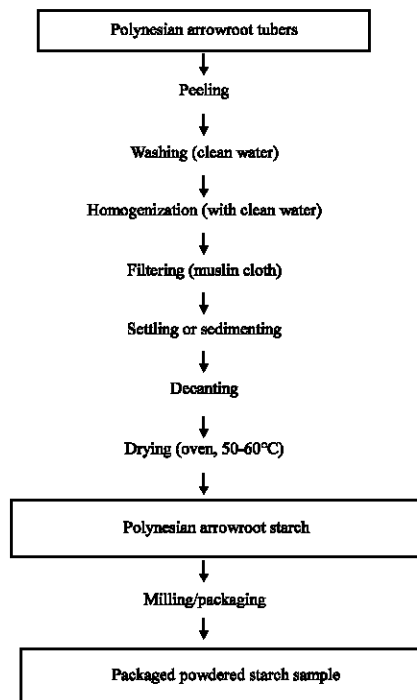 Polynesian arrowroot tubers
Peeling
Washing (clean water)
Homogenization (with clean water)
Filtering (muslin cloth)
Settling or sedimenting
Decanting
Drying (oven, 50-60°C)
Polynesian arrowroot starch
Milling/packaging
Packaged powdered starch sample